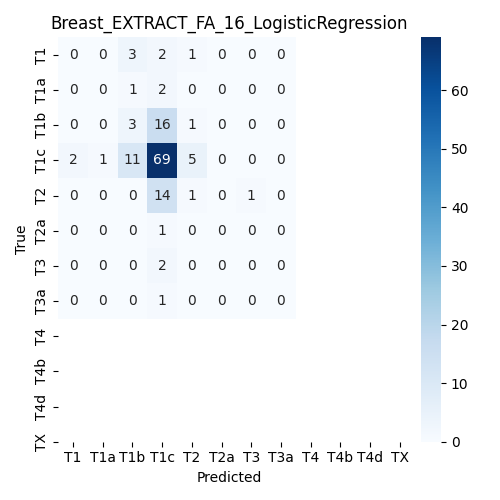 Breast_EXTRACT_FA_16_LogisticRegression
T1 0 0 3 2 1 0 0 0
T1a 0 0 1 2 0 0 0 0
T1b 0 0 3 16 1 0 0 0
T1c 2 1 11 69 5 0 0 0
T2 0 0 0 14 1 0 1 0
T2a 0 0 0 1 0 0 0 0
T3 0 0 0 2 0 0 0 0
T3a 0 0 0 1 0 0 0 0
T4
T4b
T4d
TX
T1 T1a T1b T1c T2 T2a T3 T3a T4 T4b T4d TX
Predicted
True
60
50
40
30
20
10
0